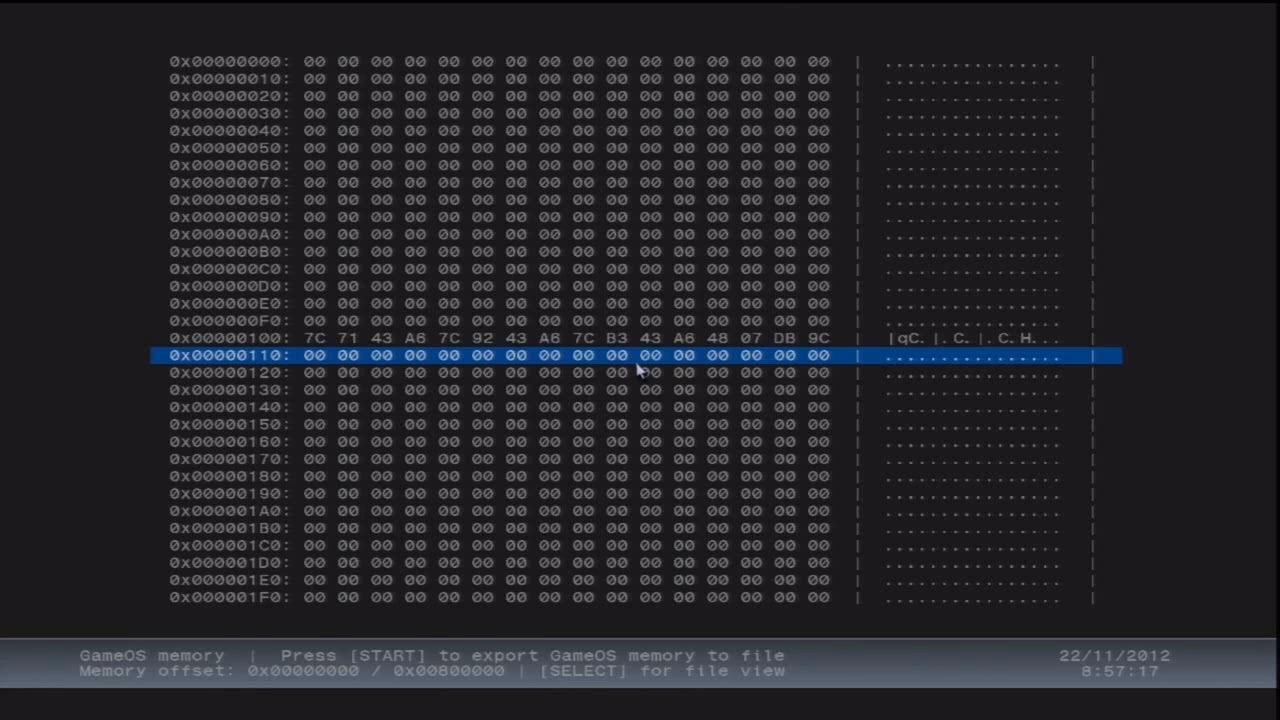 0x00000000: 00 00 00 00 00 00 00 00 00 00 00 00 00 00 00 00 | ................ |
0x00000010: 00 00 00 00 00 00 00 00 00 00 00 00 00 00 00 00 | ................ |
0x00000020: 00 00 00 00 00 00 00 00 00 00 00 00 00 00 00 00 | ................ |
0x00000030: 00 00 00 00 00 00 00 00 00 00 00 00 00 00 00 00 | ................ |
0x00000040: 00 00 00 00 00 00 00 00 00 00 00 00 00 00 00 00 | ................ |
0x00000050: 00 00 00 00 00 00 00 00 00 00 00 00 00 00 00 00 | ................ |
0x00000060: 00 00 00 00 00 00 00 00 00 00 00 00 00 00 00 00 | ................ |
0x00000070: 00 00 00 00 00 00 00 00 00 00 00 00 00 00 00 00 | ................ |
0x00000080: 00 00 00 00 00 00 00 00 00 00 00 00 00 00 00 00 | ................ |
0x00000090: 00 00 00 00 00 00 00 00 00 00 00 00 00 00 00 00 | ................ |
0x000000A0: 00 00 00 00 00 00 00 00 00 00 00 00 00 00 00 00 | ................ |
0x000000B0: 00 00 00 00 00 00 00 00 00 00 00 00 00 00 00 00 | ................ |
0x000000C0: 00 00 00 00 00 00 00 00 00 00 00 00 00 00 00 00 | ................ |
0x000000D0: 00 00 00 00 00 00 00 00 00 00 00 00 00 00 00 00 | ................ |
0x000000E0: 00 00 00 00 00 00 00 00 00 00 00 00 00 00 00 00 | ................ |
0x000000F0: 00 00 00 00 00 00 00 00 00 00 00 00 00 00 00 00 | ................ |
0x00000100: 7C 71 43 A6 7C 92 43 A6 7C B3 43 A6 48 07 DB 9C | |qC.|.C.|.C.H... |
0x00000110: 00 00 00 00 00 00 00 00 00 00 00 00 00 00 00 00 | ................ |
0x00000120: 00 00 00 00 00 00 00 00 00 00 00 00 00 00 00 00 | ................ |
0x00000130: 00 00 00 00 00 00 00 00 00 00 00 00 00 00 00 00 | ................ |
0x00000140: 00 00 00 00 00 00 00 00 00 00 00 00 00 00 00 00 | ................ |
0x00000150: 00 00 00 00 00 00 00 00 00 00 00 00 00 00 00 00 | ................ |
0x00000160: 00 00 00 00 00 00 00 00 00 00 00 00 00 00 00 00 | ................ |
0x00000170: 00 00 00 00 00 00 00 00 00 00 00 00 00 00 00 00 | ................ |
0x00000180: 00 00 00 00 00 00 00 00 00 00 00 00 00 00 00 00 | ................ |
0x00000190: 00 00 00 00 00 00 00 00 00 00 00 00 00 00 00 00 | ................ |
0x000001A0: 00 00 00 00 00 00 00 00 00 00 00 00 00 00 00 00 | ................ |
0x000001B0: 00 00 00 00 00 00 00 00 00 00 00 00 00 00 00 00 | ................ |
0x000001C0: 00 00 00 00 00 00 00 00 00 00 00 00 00 00 00 00 | ................ |
0x000001D0: 00 00 00 00 00 00 00 00 00 00 00 00 00 00 00 00 | ................ |
0x000001E0: 00 00 00 00 00 00 00 00 00 00 00 00 00 00 00 00 | ................ |
0x000001F0: 00 00 00 00 00 00 00 00 00 00 00 00 00 00 00 00 | ................ |
GameOS memory | Press [START] to export GameOS memory to file 22/11/2012
Memory offset: 0x00000000 / 0x00800000 | [SELECT] for file view 8:57:17